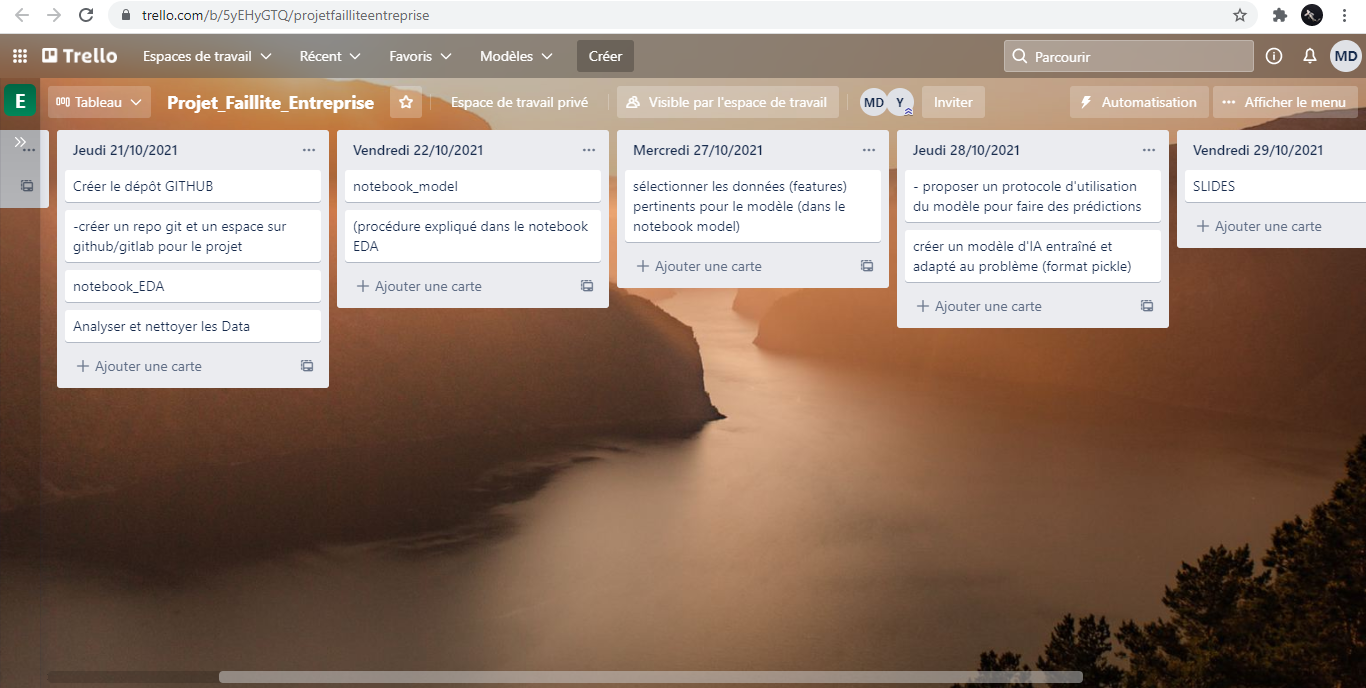 trello.com/b/5yEHyGTQ/projetfailliteentreprise
Trello
Espaces de travail
Récent
Favoris
Modèles
Créer
Parcourir
MD
E
Tableau
Projet_Faillite_Entreprise
Espace de travail privé
Visible par l'espace de travail
MD
Y
Inviter
Automatisation
Afficher le menu
Jeudi 21/10/2021
Créer le dépôt GITHUB
-créer un repo git et un espace sur
github/gitlab pour le projet
notebook_EDA
Analyser et nettoyer les Data
Ajouter une carte
Vendredi 22/10/2021
notebook_model
(procédure expliqué dans le notebook
EDA
Ajouter une carte
Mercredi 27/10/2021
sélectionner les données (features)
pertinents pour le modèle (dans le
notebook model)
Ajouter une carte
Jeudi 28/10/2021
- proposer un protocole d'utilisation
du modèle pour faire des prédictions
créer un modèle d'IA entraîné et
adapté au problème (format pickle)
Ajouter une carte
Vendredi 29/10/2021
SLIDES
Ajouter une carte